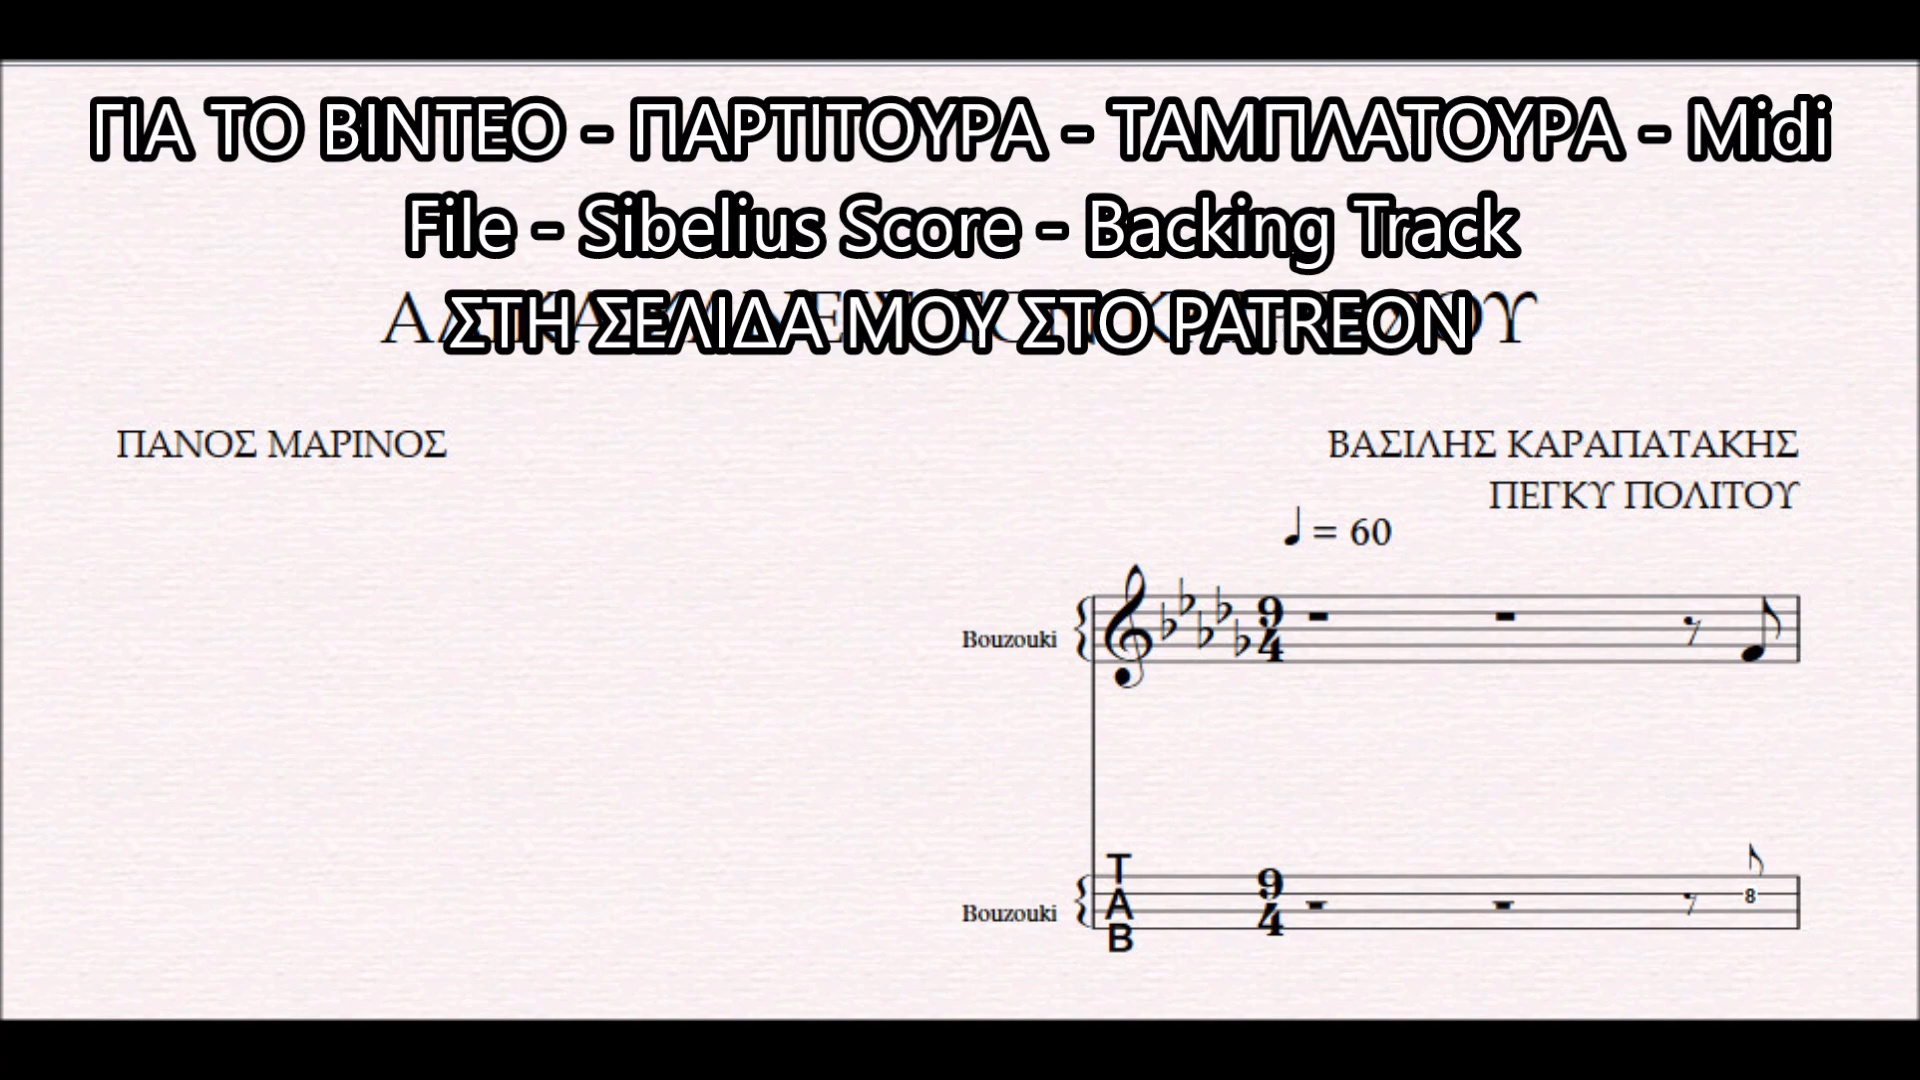 ΓΙΑ ΤΟ ΒΙΝΤΕΟ - ΠΑΡΤΙΤΟΥΡΑ - ΤΑΜΠΛΑΤΟΥΡΑ - Midi
File - Sibelius Score - Backing Track
ΣΤΗ ΣΕΛΙΔΑ ΜΟΥ ΣΤΟ PATREON
ΠΑΝΟΣ ΜΑΡΙΝΟΣ
ΒΑΣΙΛΗΣ ΚΑΡΑΠΑΤΑΚΗΣ
ΠΕΓΚΥ ΠΟΛΙΤΟΥ
= 60
Bouzouki
9
4
Bouzouki
T
A
B
9
4
8